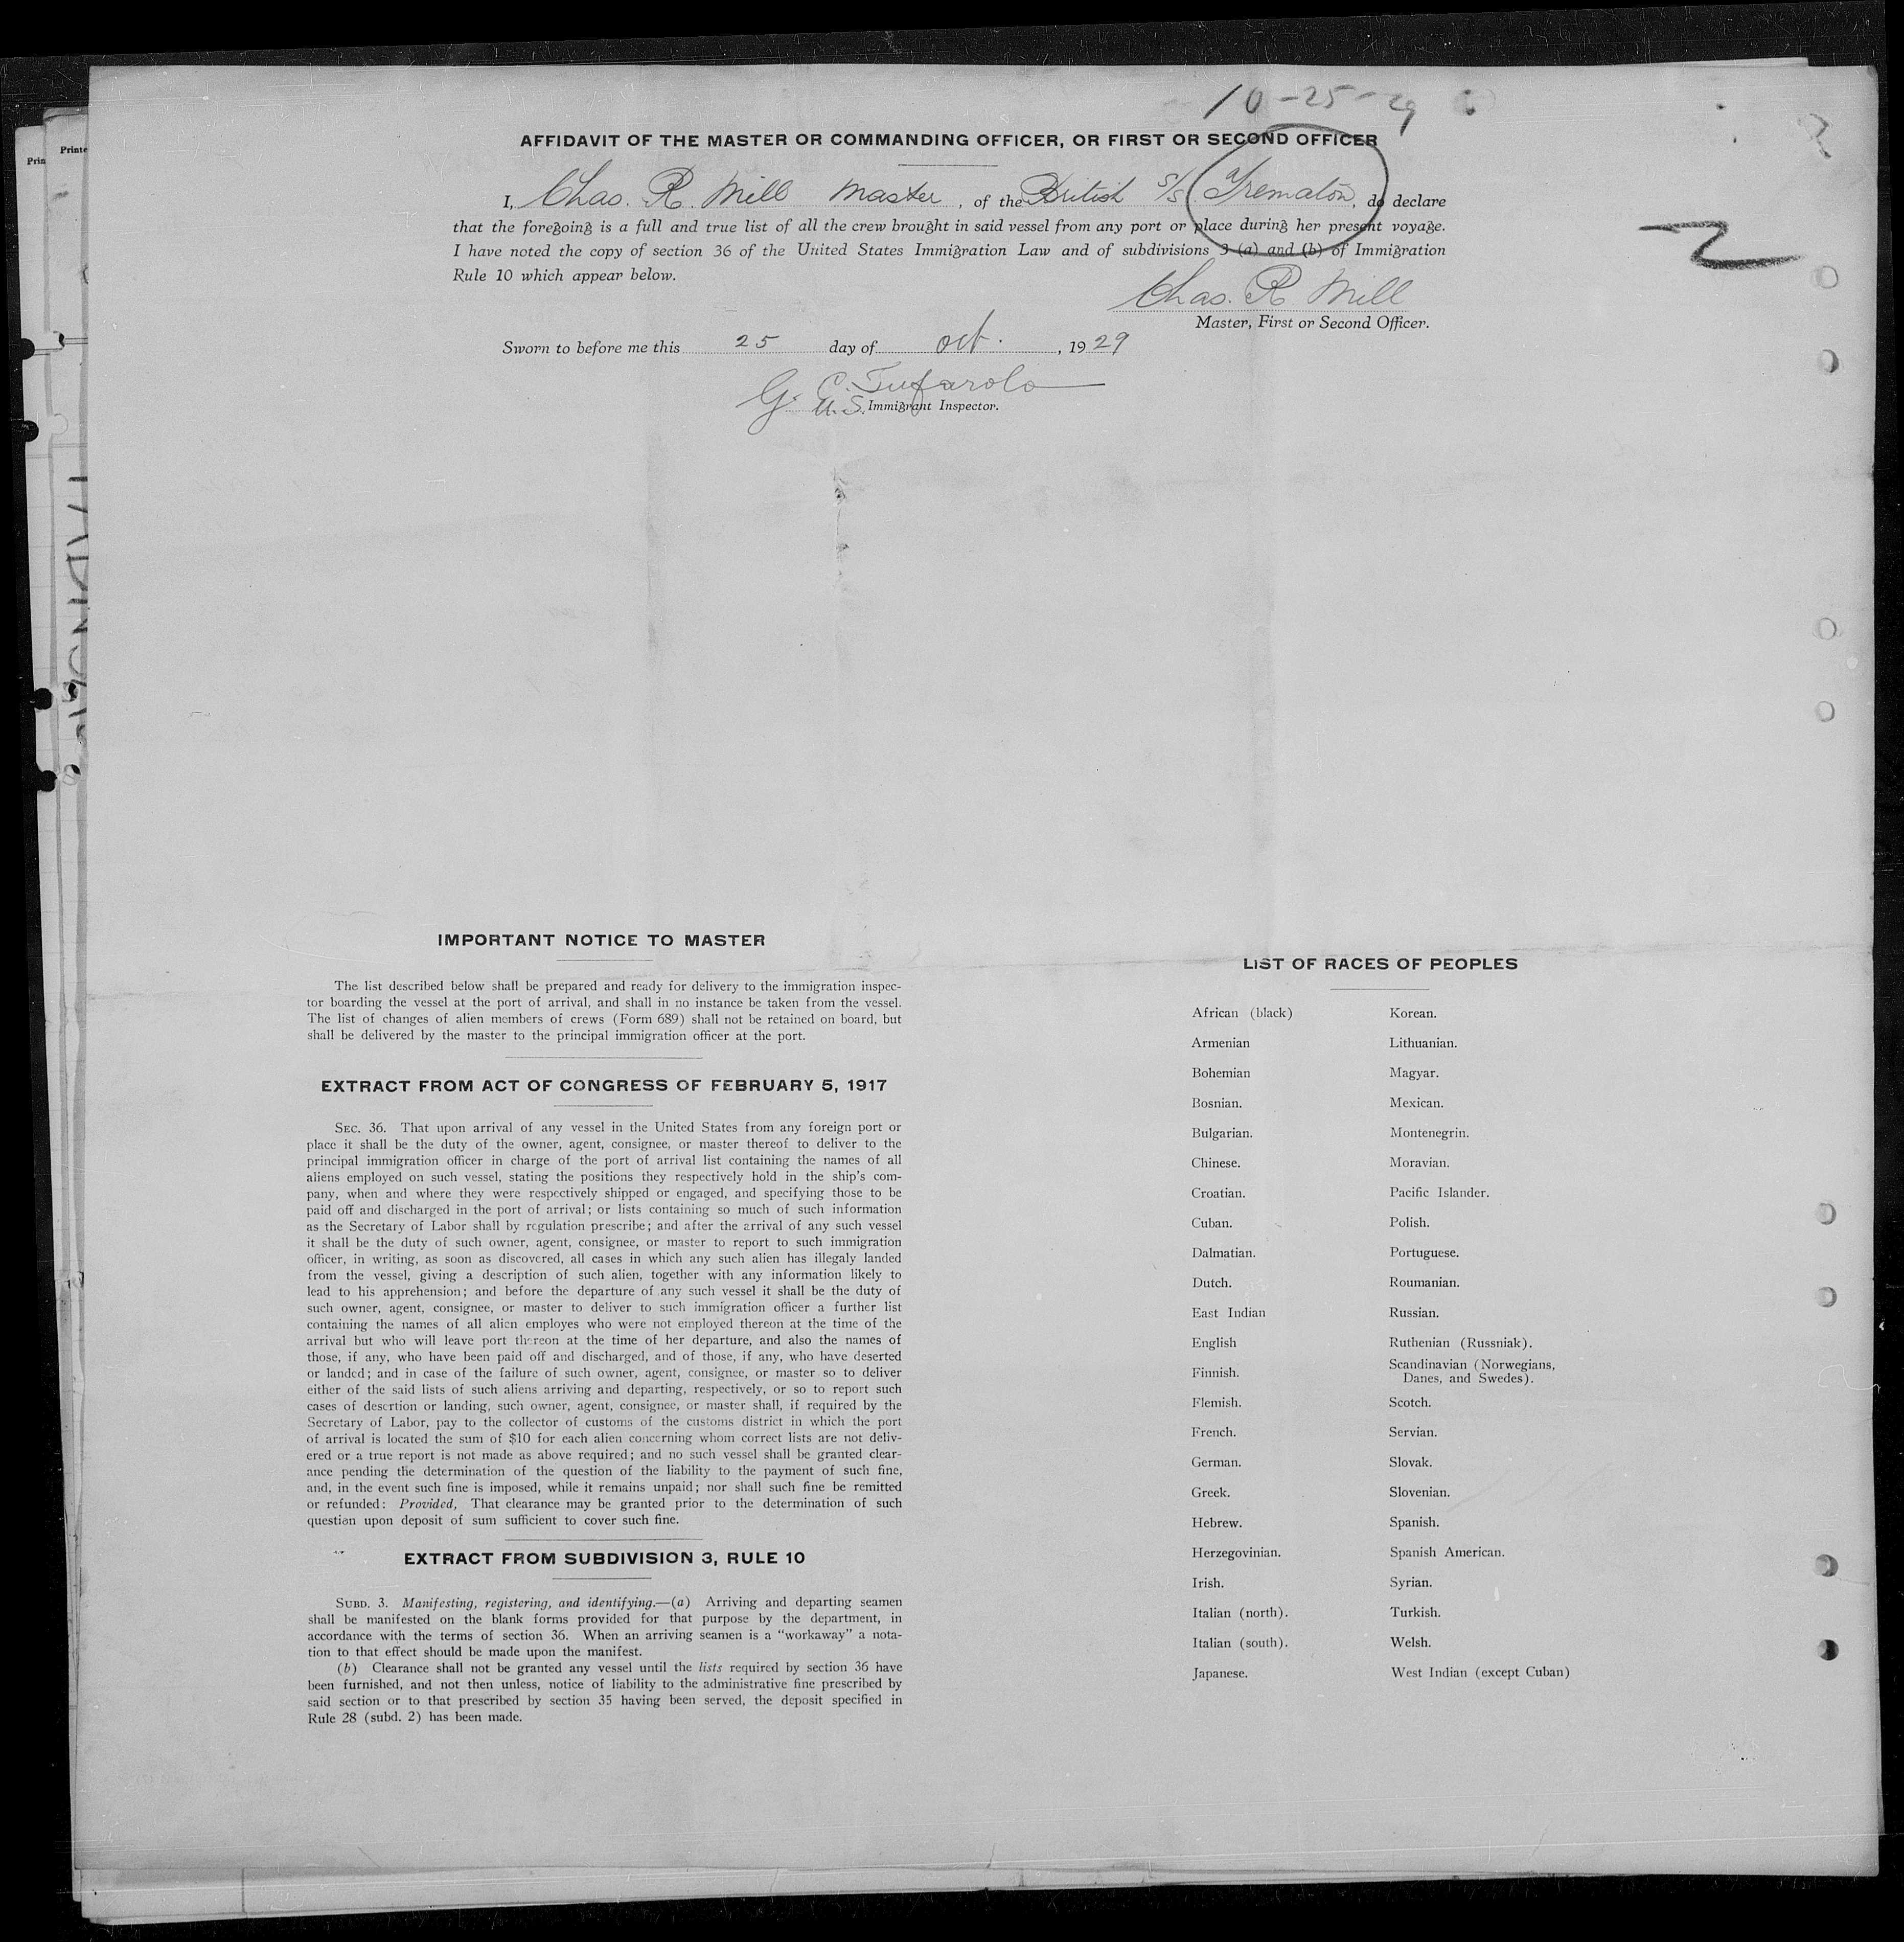 10-25-29
AFFIDAVIT OF THE MASTER OR COMMANDING OFFICER, OR FIRST OR SECOND OFFICER
I, Chas. R. Mill Master, of the British S/S Trematon, do declare
that the foregoing is a full and true list of all the crew brought in said vessel from any port or place during her present voyage.
I have noted the copy of section 36 of the United States Immigration Law and of subdivisions 3 (a) and (b) of Immigration
Rule 10 which appear below.
Chas. R Mill
Master, First or Second Officer.
Sworn to before me this 25 day of Oct. , 1929
G. C. Tufarolo
U.S. Immigrant Inspector.
Prin
Printe
2
IMPORTANT NOTICE TO MASTER
The list described below shall be prepared and ready for delivery to the immigration inspec-
tor boarding the vessel at the port of arrival, and shall in no instance be taken from the vessel.
The list of changes of alien members of crews (Form 689) shall not be retained on board, but
shall be delivered by the master to the principal immigration officer at the port.
EXTRACT FROM ACT OF CONGRESS OF FEBRUARY 5, 1917
SEC. 36. That upon arrival of any vessel in the United States from any foreign port or
place it shall be the duty of the owner, agent, consignee, or master thereof to deliver to the
principal immigration officer in charge of the port of arrival list containing the names of all
aliens employed on such vessel, stating the positions they respectively hold in the ship's com-
pany, when and where they were respectively shipped or engaged, and specifying those to be
paid off and discharged in the port of arrival; or lists containing so much of such information
as the Secretary of Labor shall by regulation prescribe; and after the arrival of any such vessel
it shall be the duty of such owner, agent, consignee, or master to report to such immigration
officer, in writing, as soon as discovered, all cases in which any such alien has illegaly landed
from the vessel, giving a description of such alien, together with any information likely to
lead to his apprehension; and before the departure of any such vessel it shall be the duty of
such owner, agent, consignee, or master to deliver to such immigration officer a further list
containing the names of all alien employes who were not employed thereon at the time of the
arrival but who will leave port thereon at the time of her departure, and also the names of
those, if any, who have been paid off and discharged, and of those, if any, who have deserted
or landed; and in case of the failure of such owner, agent, consignee, or master so to deliver
either of the said lists of such aliens arriving and departing, respectively, or so to report such
cases of desertion or landing, such owner, agent, consignee, or master shall, if required by the
Secretary of Labor, pay to the collector of customs of the customs district in which the port
of arrival is located the sum of $10 for each alien concerning whom correct lists are not deliv-
ered or a true report is not made as above required; and no such vessel shall be granted clear-
ance pending the determination of the question of the liability to the payment of such fine,
and, in the event such fine is imposed, while it remains unpaid; nor shall such fine be remitted
or refunded: Provided, That clearance may be granted prior to the determination of such
question upon deposit of sum sufficient to cover such fine.
EXTRACT FROM SUBDIVISION 3, RULE 10
SUBD. 3. Manifesting, registering, and identifying.—(a) Arriving and departing seamen
shall be manifested on the blank forms provided for that purpose by the department, in
accordance with the terms of section 36. When an arriving seamen is a "workaway" a nota-
tion to that effect should be made upon the manifest.
(b) Clearance shall not be granted any vessel until the lists required by section 36 have
been furnished, and not then unless, notice of liability to the administrative fine prescribed by
said section or to that prescribed by section 35 having been served, the deposit specified in
Rule 28 (subd. 2) has been made.
LIST OF RACES OF PEOPLES
African (black)
Armenian
Bohemian
Bosnian.
Bulgarian.
Chinese.
Croatian.
Cuban.
Dalmatian.
Dutch.
East Indian
English
Finnish.
Flemish.
French.
German.
Greek.
Hebrew.
Herzegovinian.
Irish.
Italian (north).
Italian (south).
Japanese.
Korean.
Lithuanian.
Magyar.
Mexican.
Montenegrin.
Moravian.
Pacific Islander.
Polish.
Portuguese.
Roumanian.
Russian.
Ruthenian (Russniak).
Scandinavian (Norwegians,
Danes, and Swedes).
Scotch.
Servian.
Slovak.
Slovenian.
Spanish.
Spanish American.
Syrian.
Turkish.
Welsh.
West Indian (except Cuban)